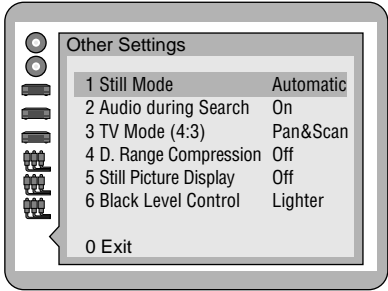 Other Settings
1 Still Mode Automatic
2 Audio during Search On
3 TV Mode (4:3) Pan&Scan
4 D. Range Compression Off
5 Still Picture Display Off
6 Black Level Control Lighter
0 Exit